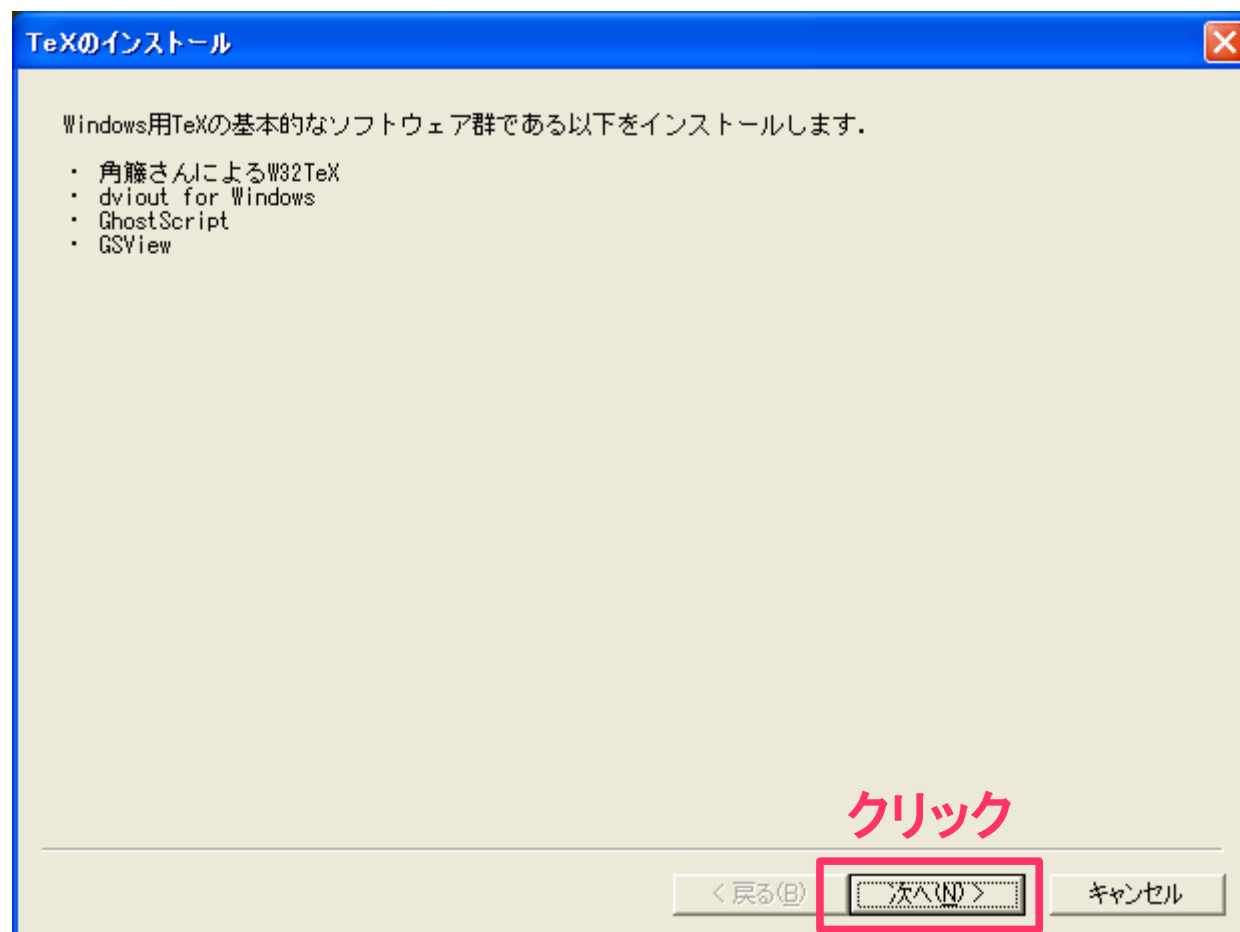 TeXのインストール
Windows用TeXの基本的なソフトウェア群である以下をインストールします.
・ 角籐さんによるW32TeX
・ dviout for Windows
・ GhostScript
・ GSView
クリック
< 戻る(B)
次へ(N) >
キャンセル